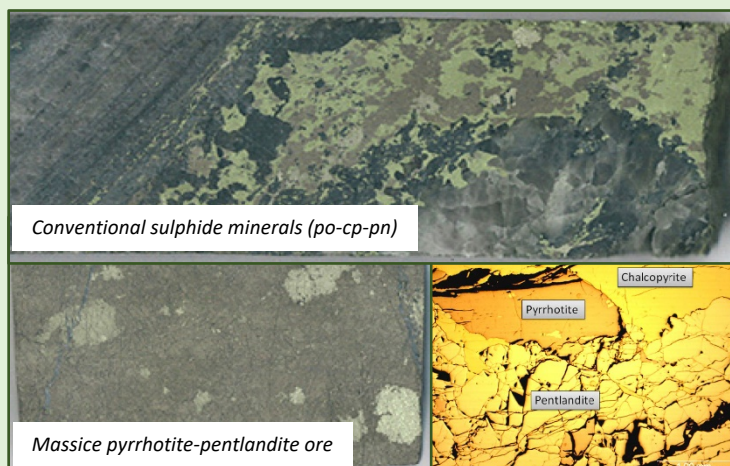 Conventional sulphide minerals (po-cp-pn)
Chalcopyrite
Pyrrhotite
Pentlandite
Massice pyrrhotite-pentlandite ore